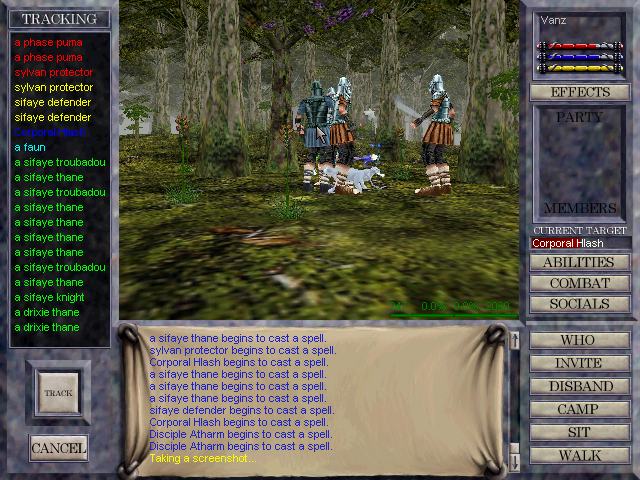 TRACKING
a phase puma
a phase puma
sylvan protector
sylvan protector
sifaye defender
sifaye defender
Corporal Hlash
a faun
a sifaye troubadou
a sifaye thane
a sifaye troubadou
a sifaye thane
a sifaye thane
a sifaye thane
a sifaye thane
a sifaye troubadou
a sifaye thane
a sifaye knight
a drixie thane
a drixie thane
TRACK
CANCEL
a sifaye thane begins to cast a spell.
sylvan protector begins to cast a spell.
Corporal Hlash begins to cast a spell.
a sifaye thane begins to cast a spell.
a sifaye thane begins to cast a spell.
a sifaye thane begins to cast a spell.
sifaye defender begins to cast a spell.
Corporal Hlash begins to cast a spell.
Disciple Atharm begins to cast a spell.
Disciple Atharm begins to cast a spell.
Taking a screenshot...
Vanz
EFFECTS
PARTY
MEMBERS
CURRENT TARGET
Corporal Hlash
ABILITIES
COMBAT
SOCIALS
WHO
INVITE
DISBAND
CAMP
SIT
WALK